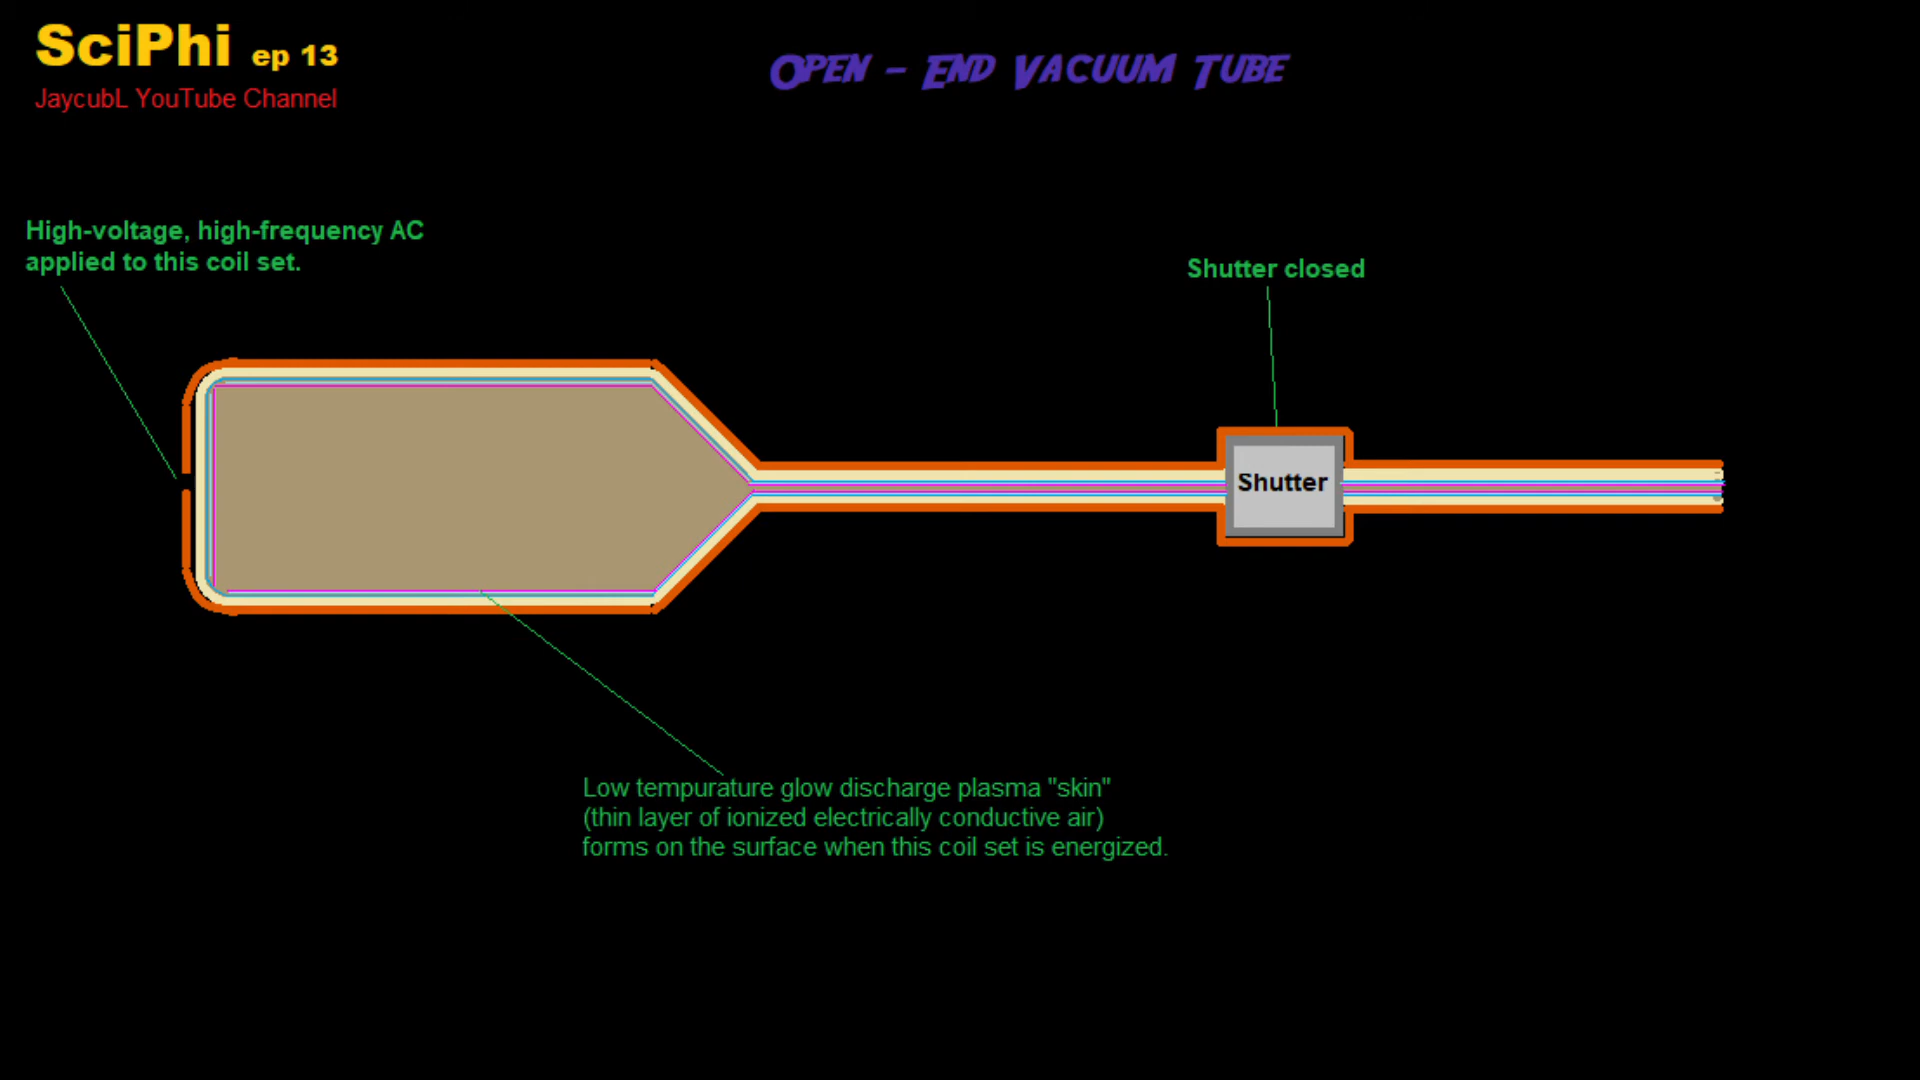 SciPhi ep 13
JaycubL YouTube Channel
Open - End Vacuum Tube
High-voltage, high-frequency AC
applied to this coil set.
Shutter closed
Shutter
Low tempurature glow discharge plasma "skin"
(thin layer of ionized electrically conductive air)
forms on the surface when this coil set is energized.